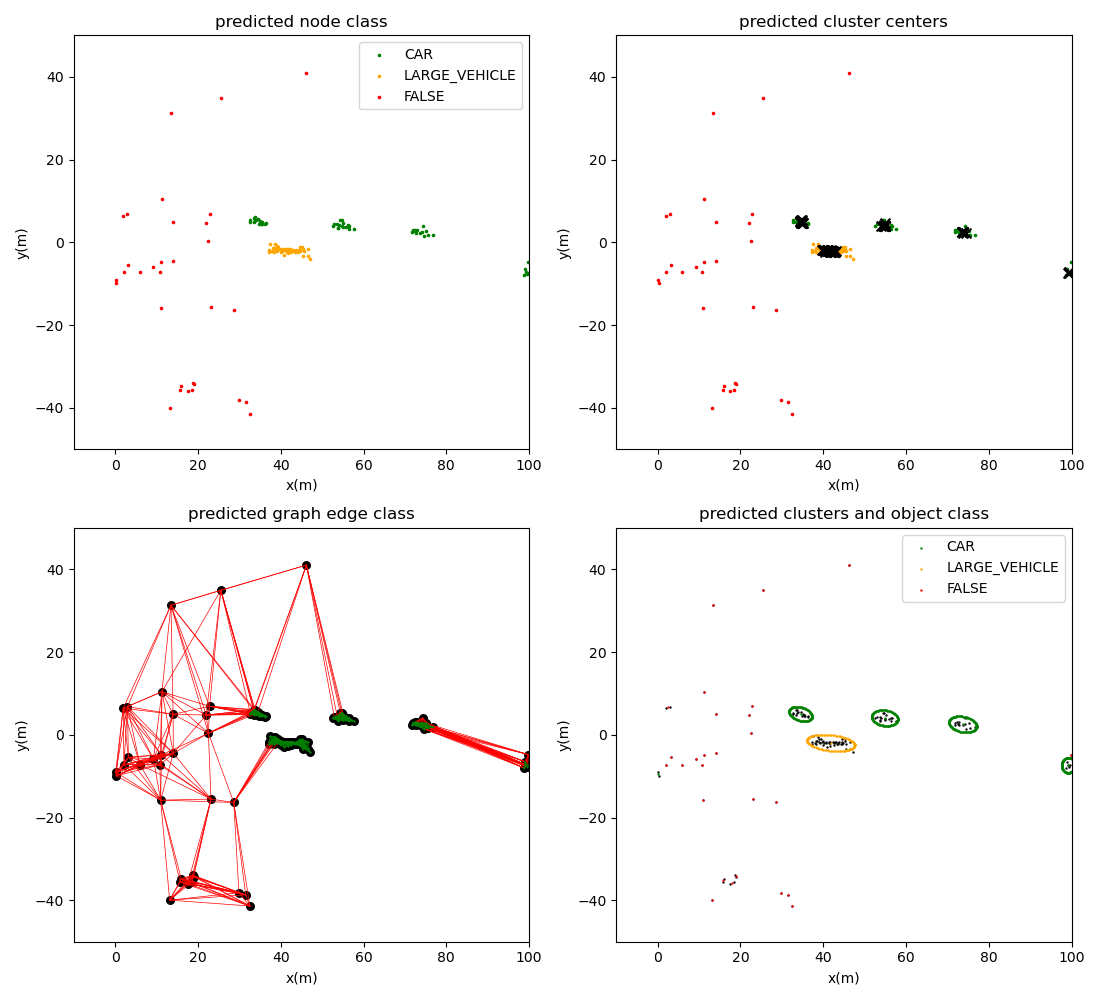 predicted node class
CAR
LARGE_VEHICLE
FALSE
40
20
0
−20
−40
y(m)
0 20 40 60 80 100
x(m)
predicted cluster centers
40
20
0
−20
−40
y(m)
0 20 40 60 80 100
x(m)
predicted graph edge class
40
20
0
−20
−40
y(m)
0 20 40 60 80 100
x(m)
predicted clusters and object class
CAR
LARGE_VEHICLE
FALSE
40
20
0
−20
−40
y(m)
0 20 40 60 80 100
x(m)